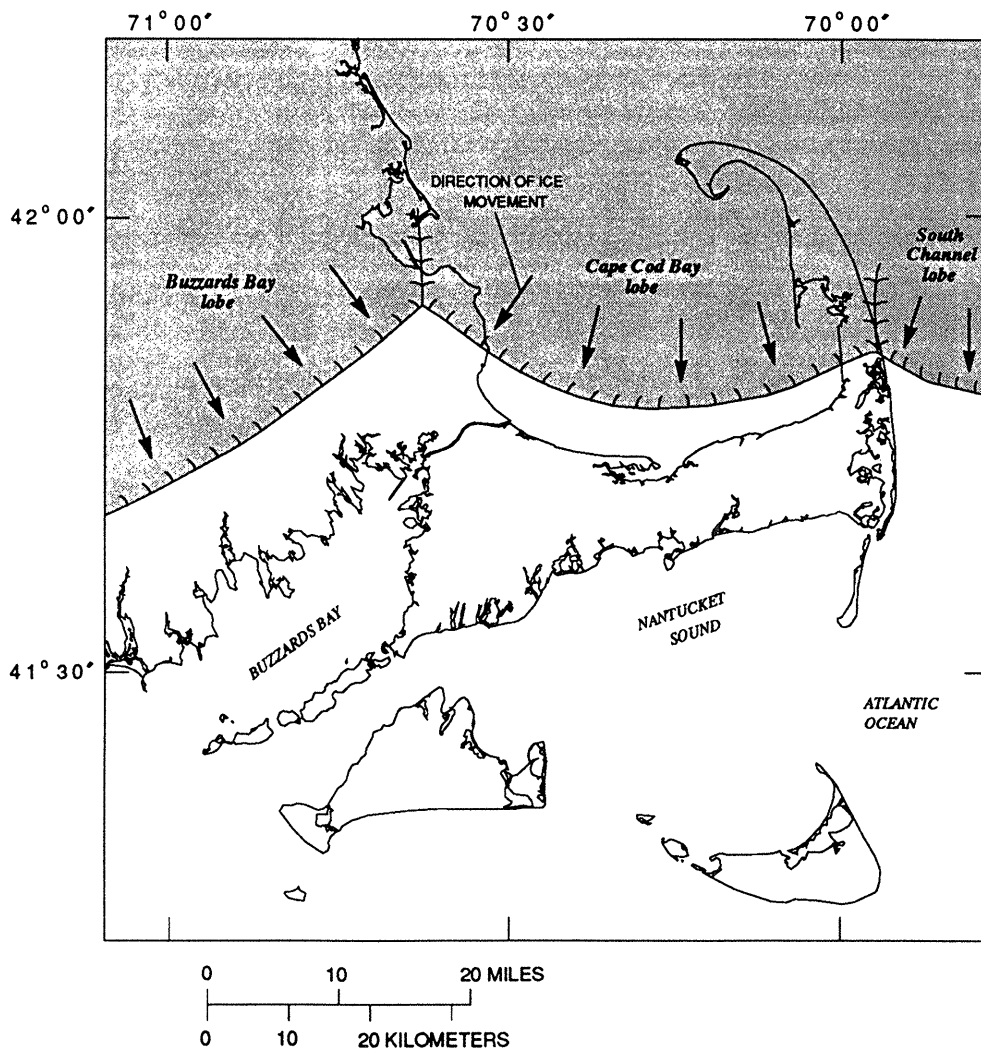 71°00′ 70°30′ 70°00′
DIRECTION OF ICE
MOVEMENT
42°00′
Buzzards Bay
lobe
Cape Cod Bay
lobe
South
Channel
lobe
BUZZARDS BAY
NANTUCKET
SOUND
41°30′
ATLANTIC
OCEAN
0 10 20 MILES
0 10 20 KILOMETERS